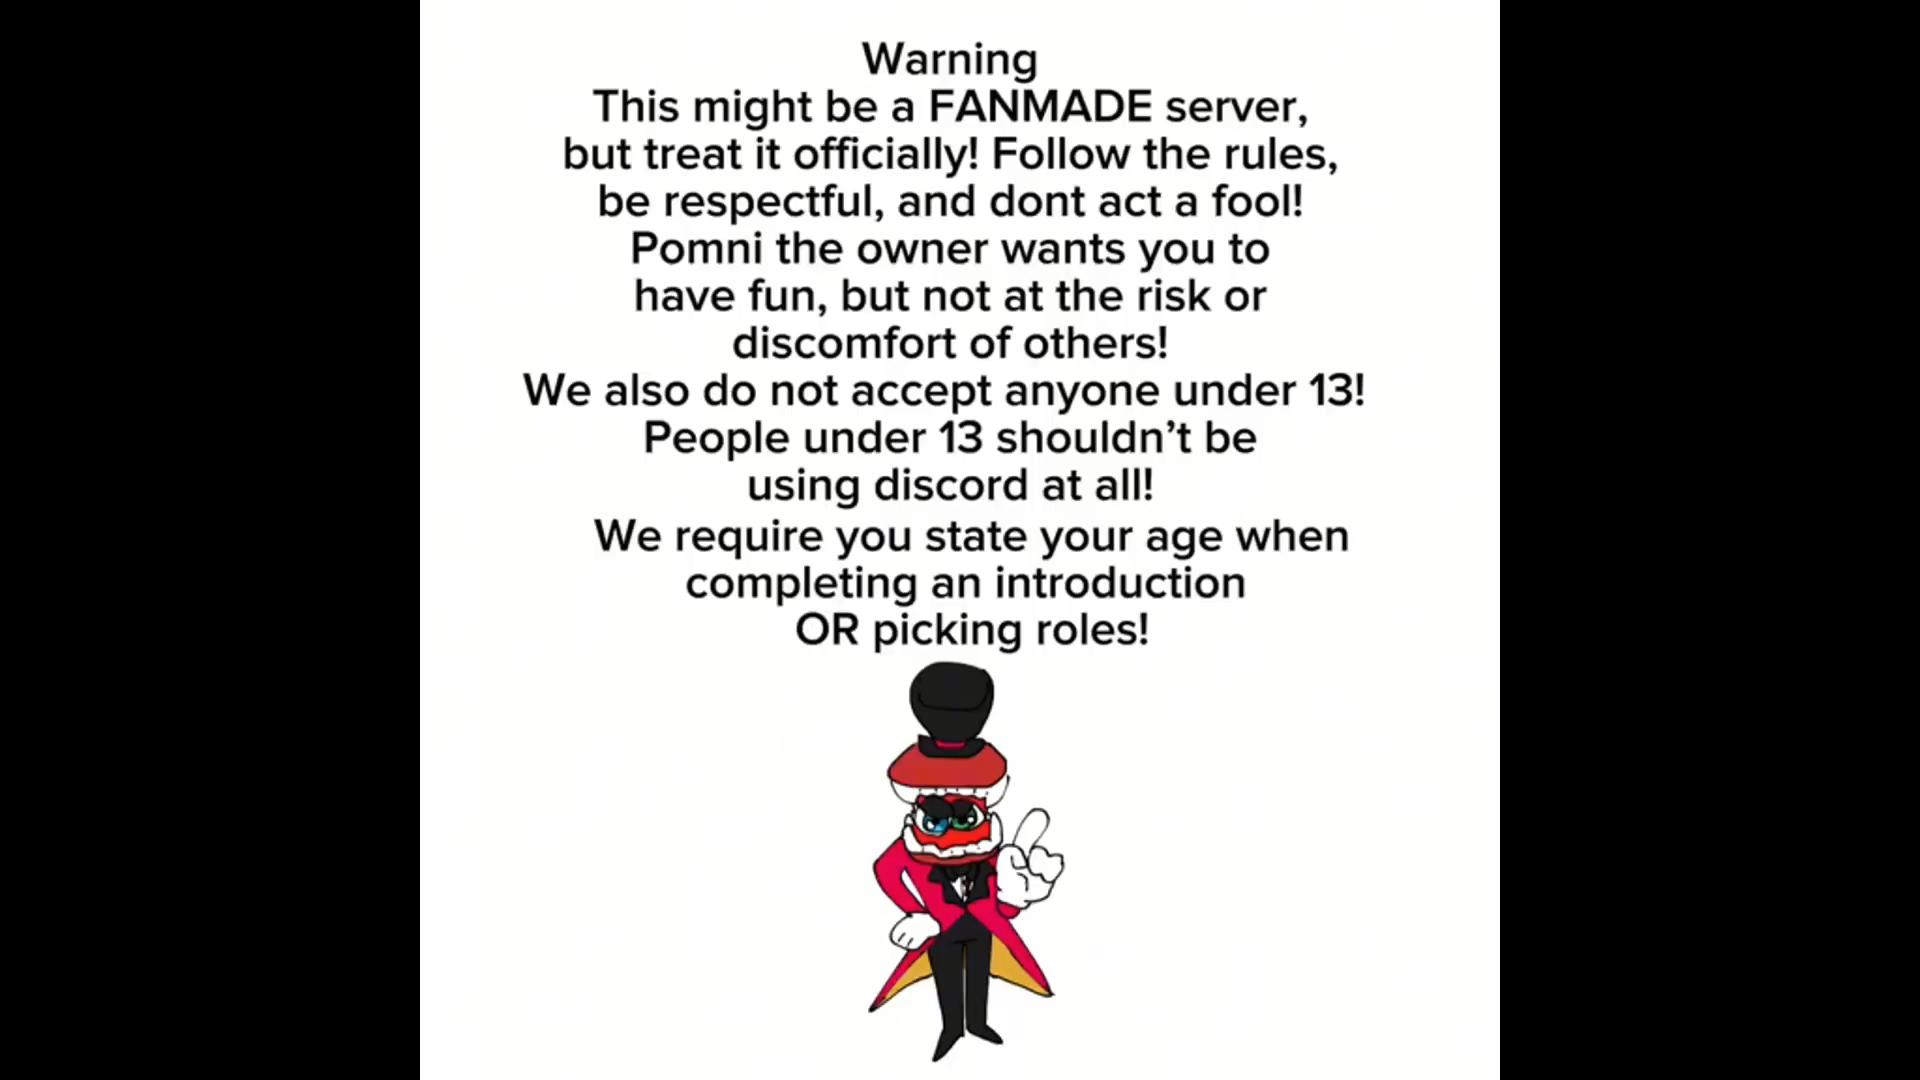 Warning
This might be a FANMADE server,
but treat it officially! Follow the rules,
be respectful, and dont act a fool!
Pomni the owner wants you to
have fun, but not at the risk or
discomfort of others!
We also do not accept anyone under 13!
People under 13 shouldn’t be
using discord at all!
We require you state your age when
completing an introduction
OR picking roles!